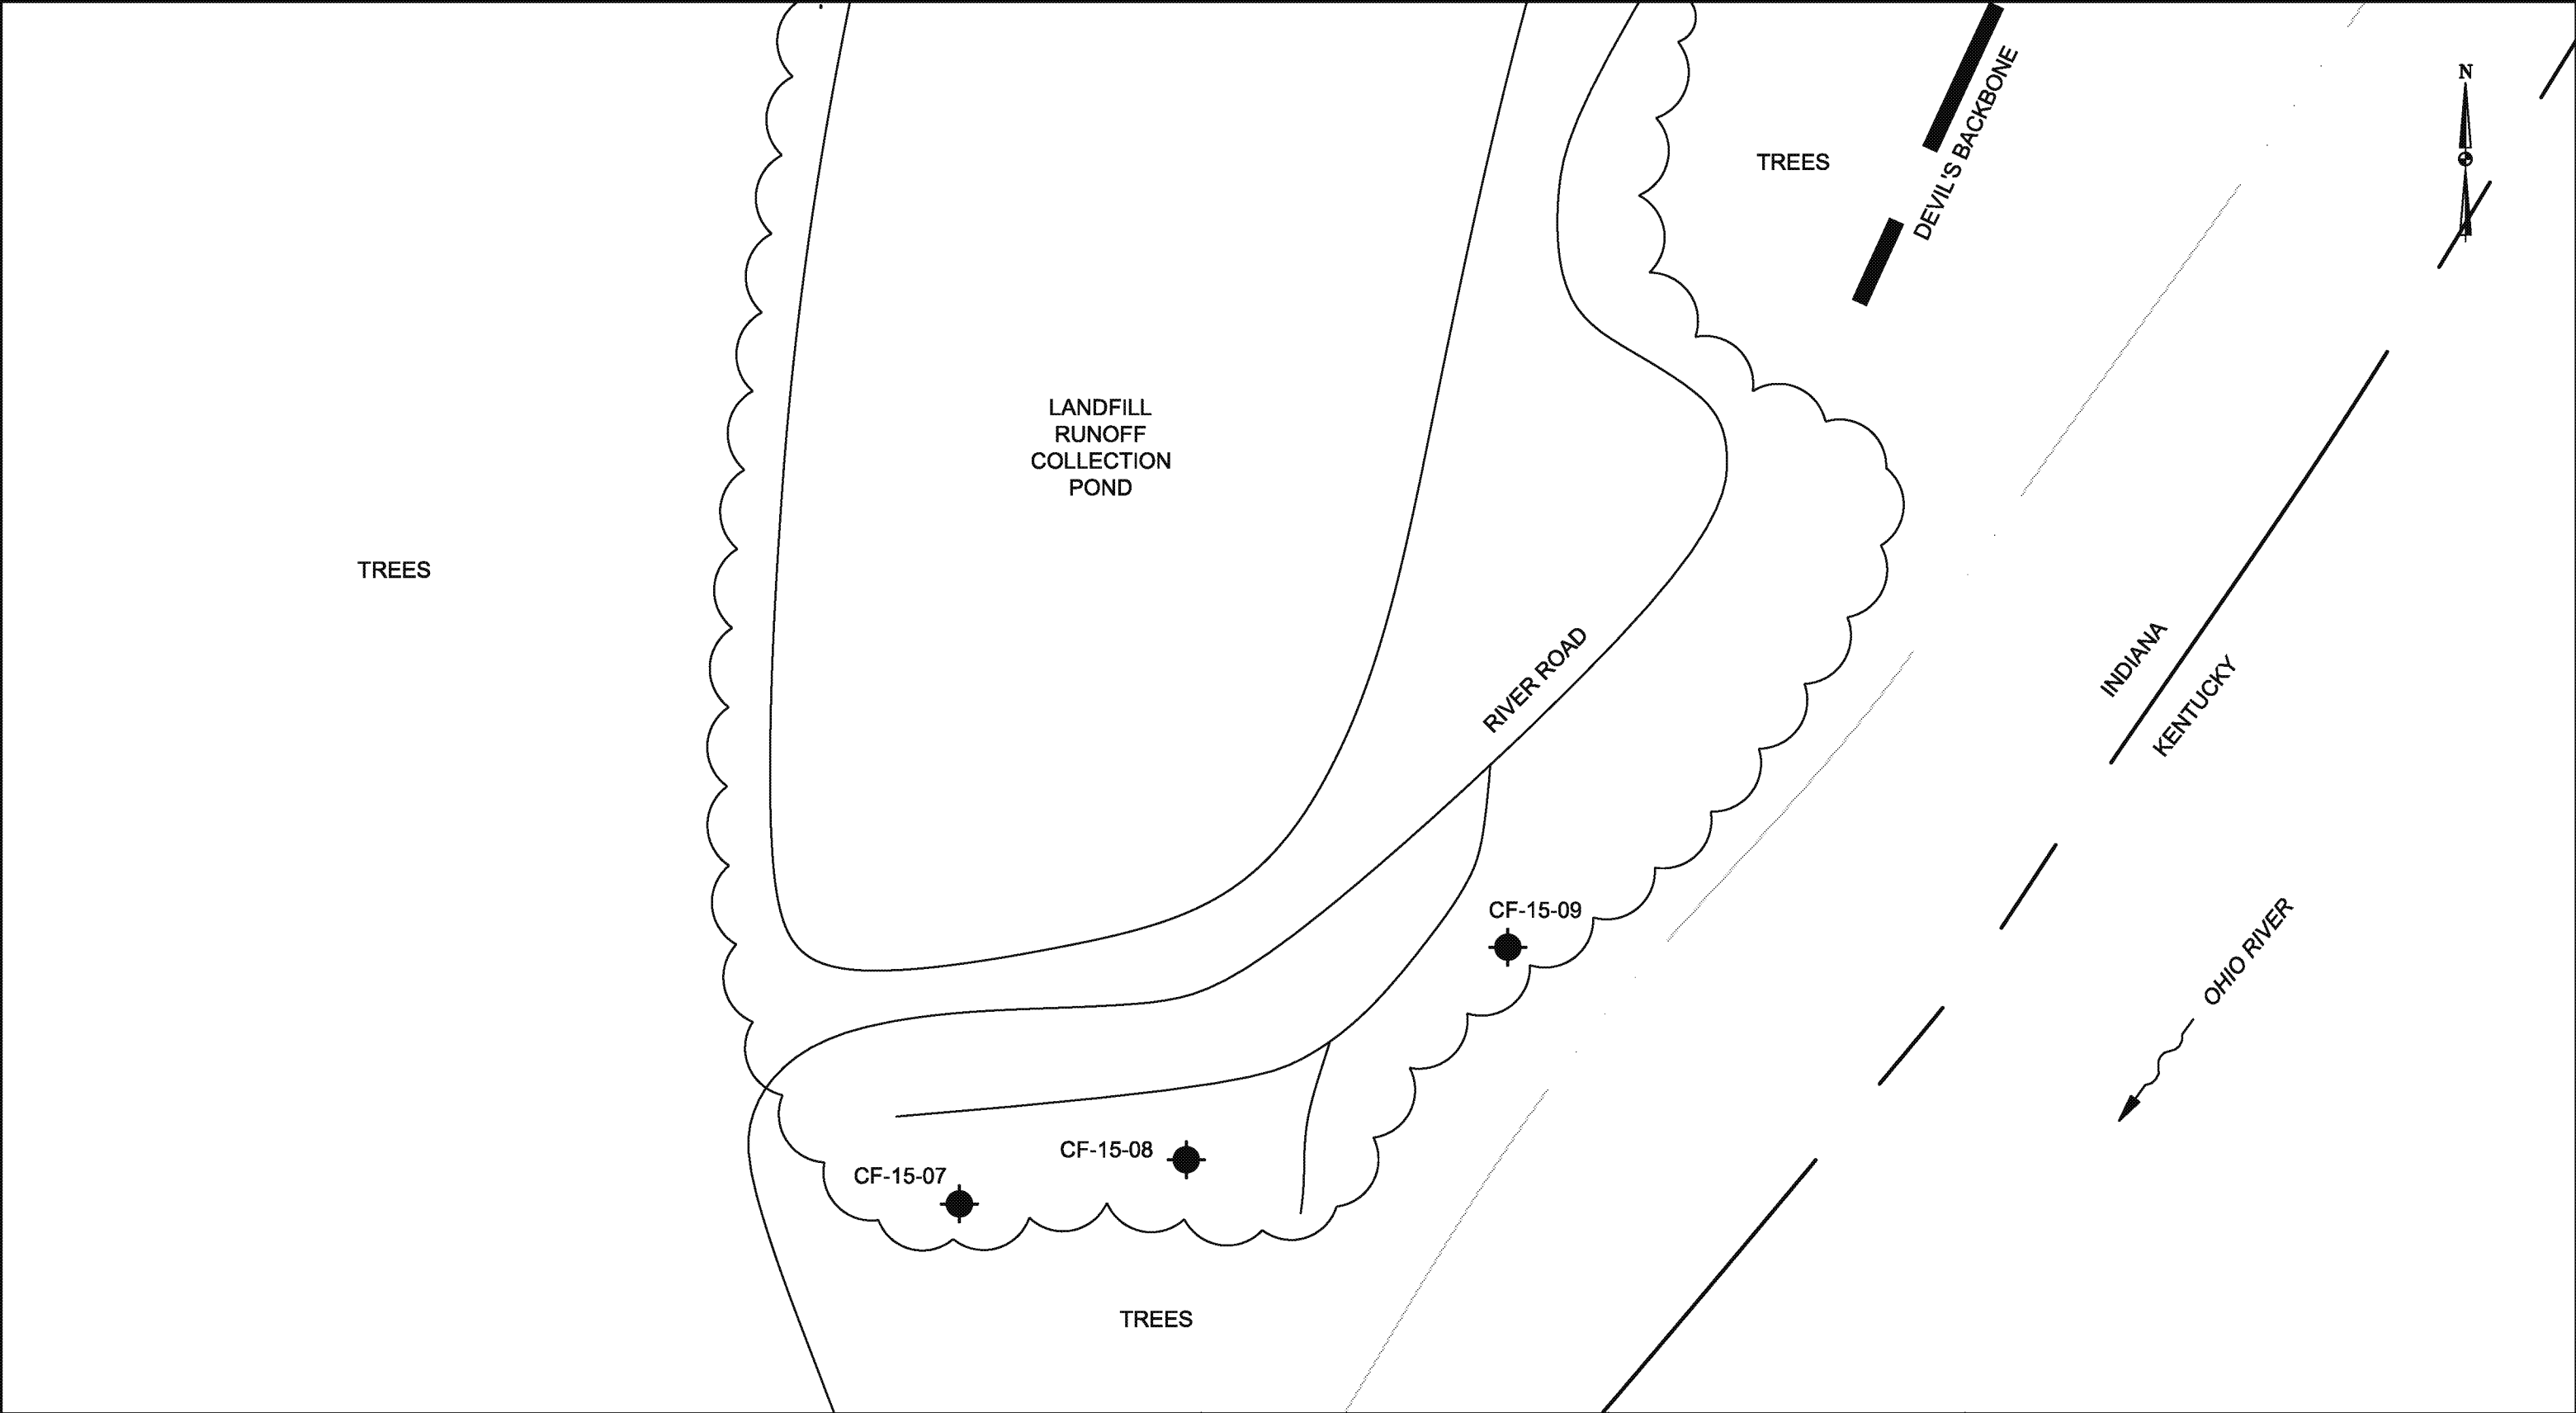 N
DEVIL'S BACKBONE
TREES
LANDFILL
RUNOFF
COLLECTION
POND
TREES
RIVER ROAD
INDIANA
KENTUCKY
CF-15-09
OHIO RIVER
CF-15-08
CF-15-07
TREES